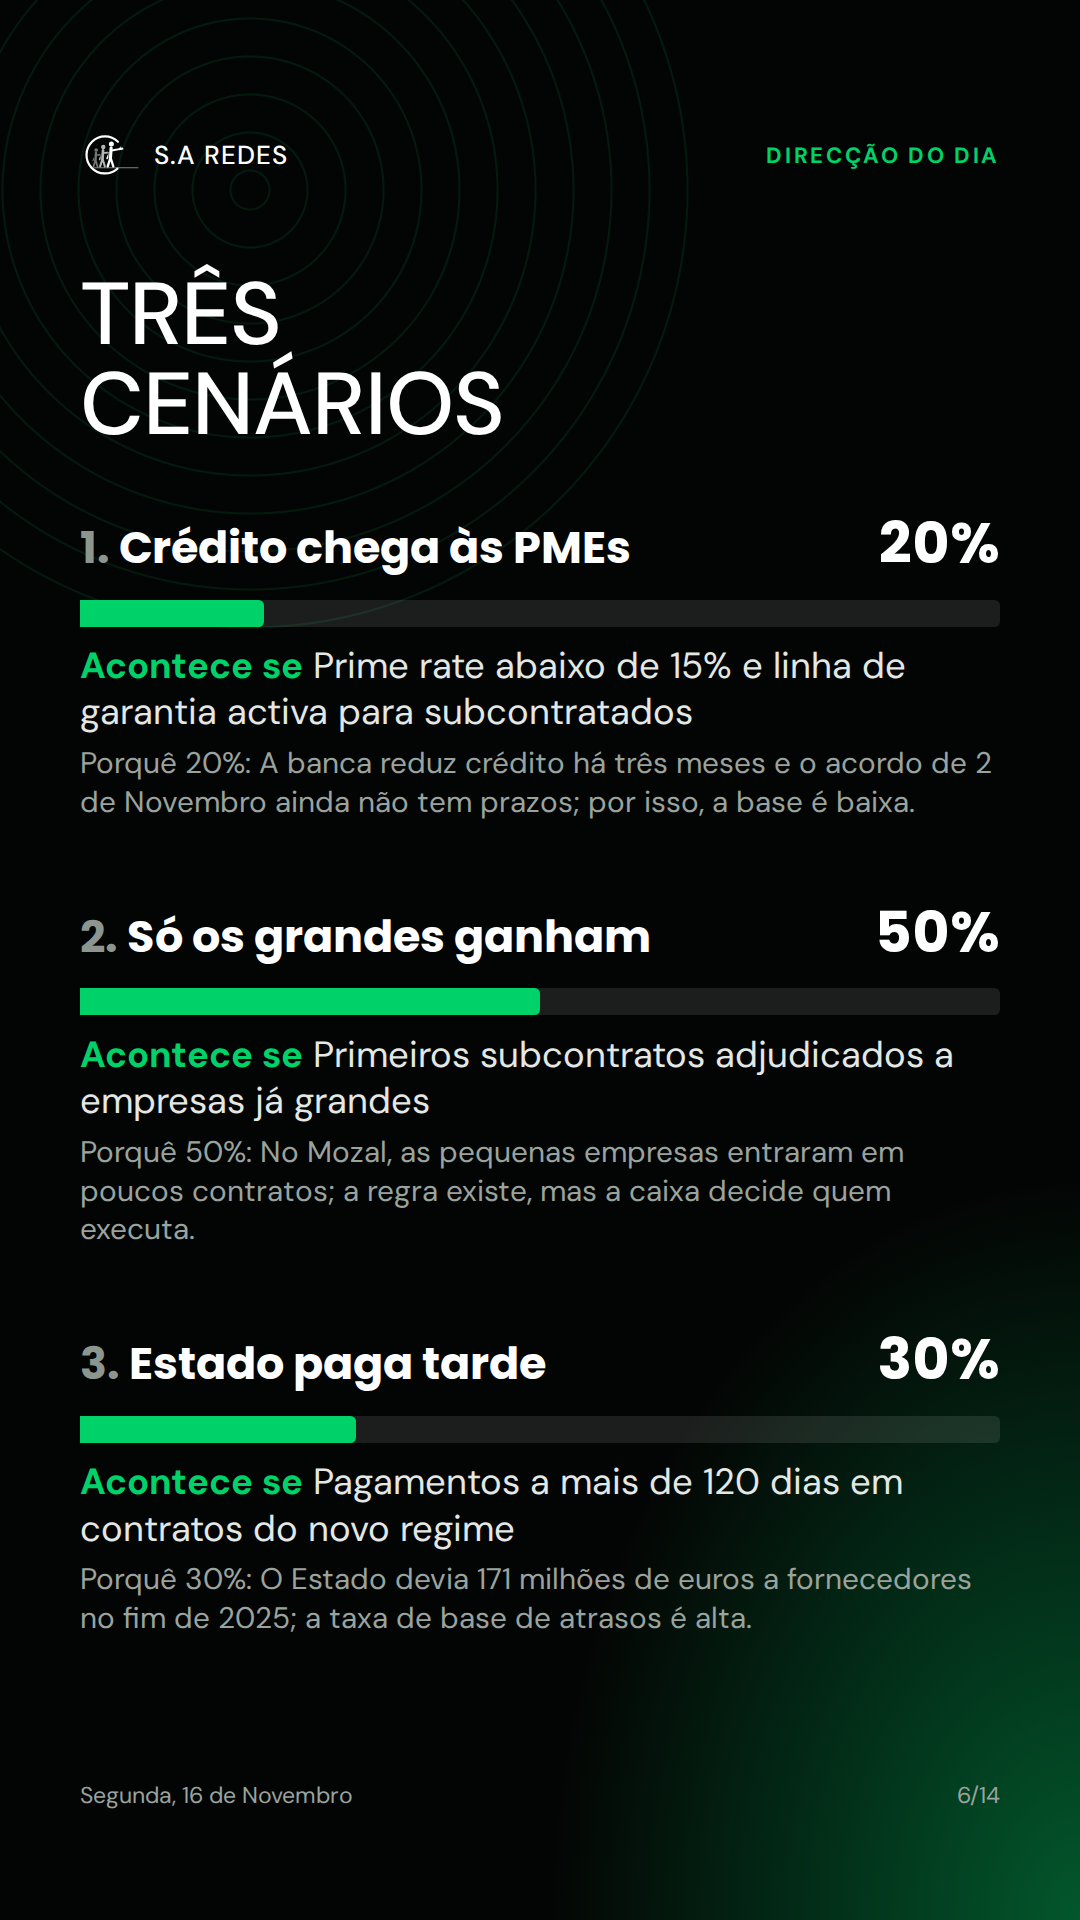 S.A REDES
DIRECÇÃO DO DIA
TRÊS
CENÁRIOS
1. Crédito chega às PMEs 20%
Acontece se Prime rate abaixo de 15% e linha de
garantia activa para subcontratados
Porquê 20%: A banca reduz crédito há três meses e o acordo de 2
de Novembro ainda não tem prazos; por isso, a base é baixa.
2. Só os grandes ganham 50%
Acontece se Primeiros subcontratos adjudicados a
empresas já grandes
Porquê 50%: No Mozal, as pequenas empresas entraram em
poucos contratos; a regra existe, mas a caixa decide quem
executa.
3. Estado paga tarde 30%
Acontece se Pagamentos a mais de 120 dias em
contratos do novo regime
Porquê 30%: O Estado devia 171 milhões de euros a fornecedores
no fim de 2025; a taxa de base de atrasos é alta.
Segunda, 16 de Novembro
6/14